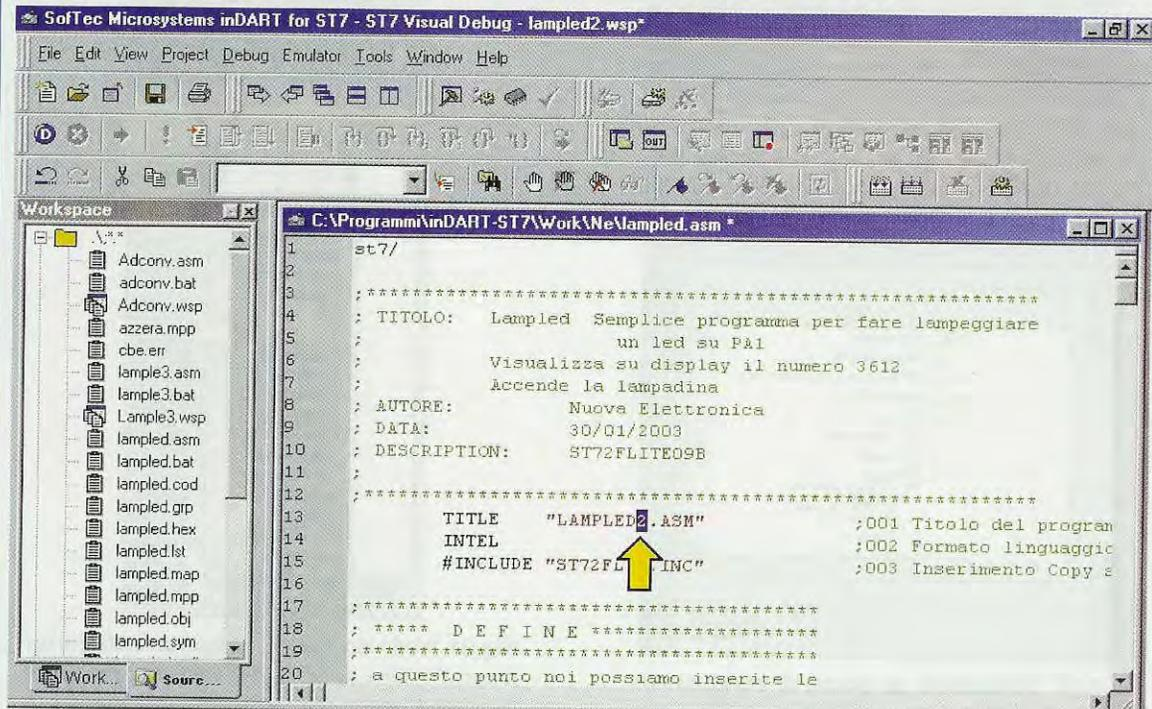 SofTec Microsystems inDART for ST7 - ST7 Visual Debug - lampled2.wsp*
File Edit View Project Debug Emulator Tools Window Help
OUT
Workspace
.\*.*
Adconv.asm
adconv.bat
Adconv.wsp
azzera.mpp
cbe.err
lample3.asm
lample3.bat
Lample3.wsp
lampled.asm
lampled.bat
lampled.cod
lampled.grp
lampled.hex
lampled.lst
lampled.map
lampled.mpp
lampled.obj
lampled.sym
Work... Sourc...
C:\Programmi\inDART-ST7\Work\Ne\lampled.asm *
1 st7/
2
3 ;************************************************************
4 ; TITOLO: Lampled Semplice programma per fare lampeggiare
5 ; un led su PA1
6 ; Visualizza su display il numero 3612
7 ; Accende la lampadina
8 ; AUTORE: Nuova Elettronica
9 ; DATA: 30/01/2003
10 ; DESCRIPTION: ST72FLITE09B
11 ;
12 ;************************************************************
13 TITLE "LAMPLED2.ASM" ;001 Titolo del program
14 INTEL ;002 Formato linguaggio
15 #INCLUDE "ST72FL INC" ;003 Inserimento Copy
16
17 ;****************************************
18 ; ***** D E F I N E ********************
19 ;****************************************
20 ; a questo punto noi possiamo inserite le